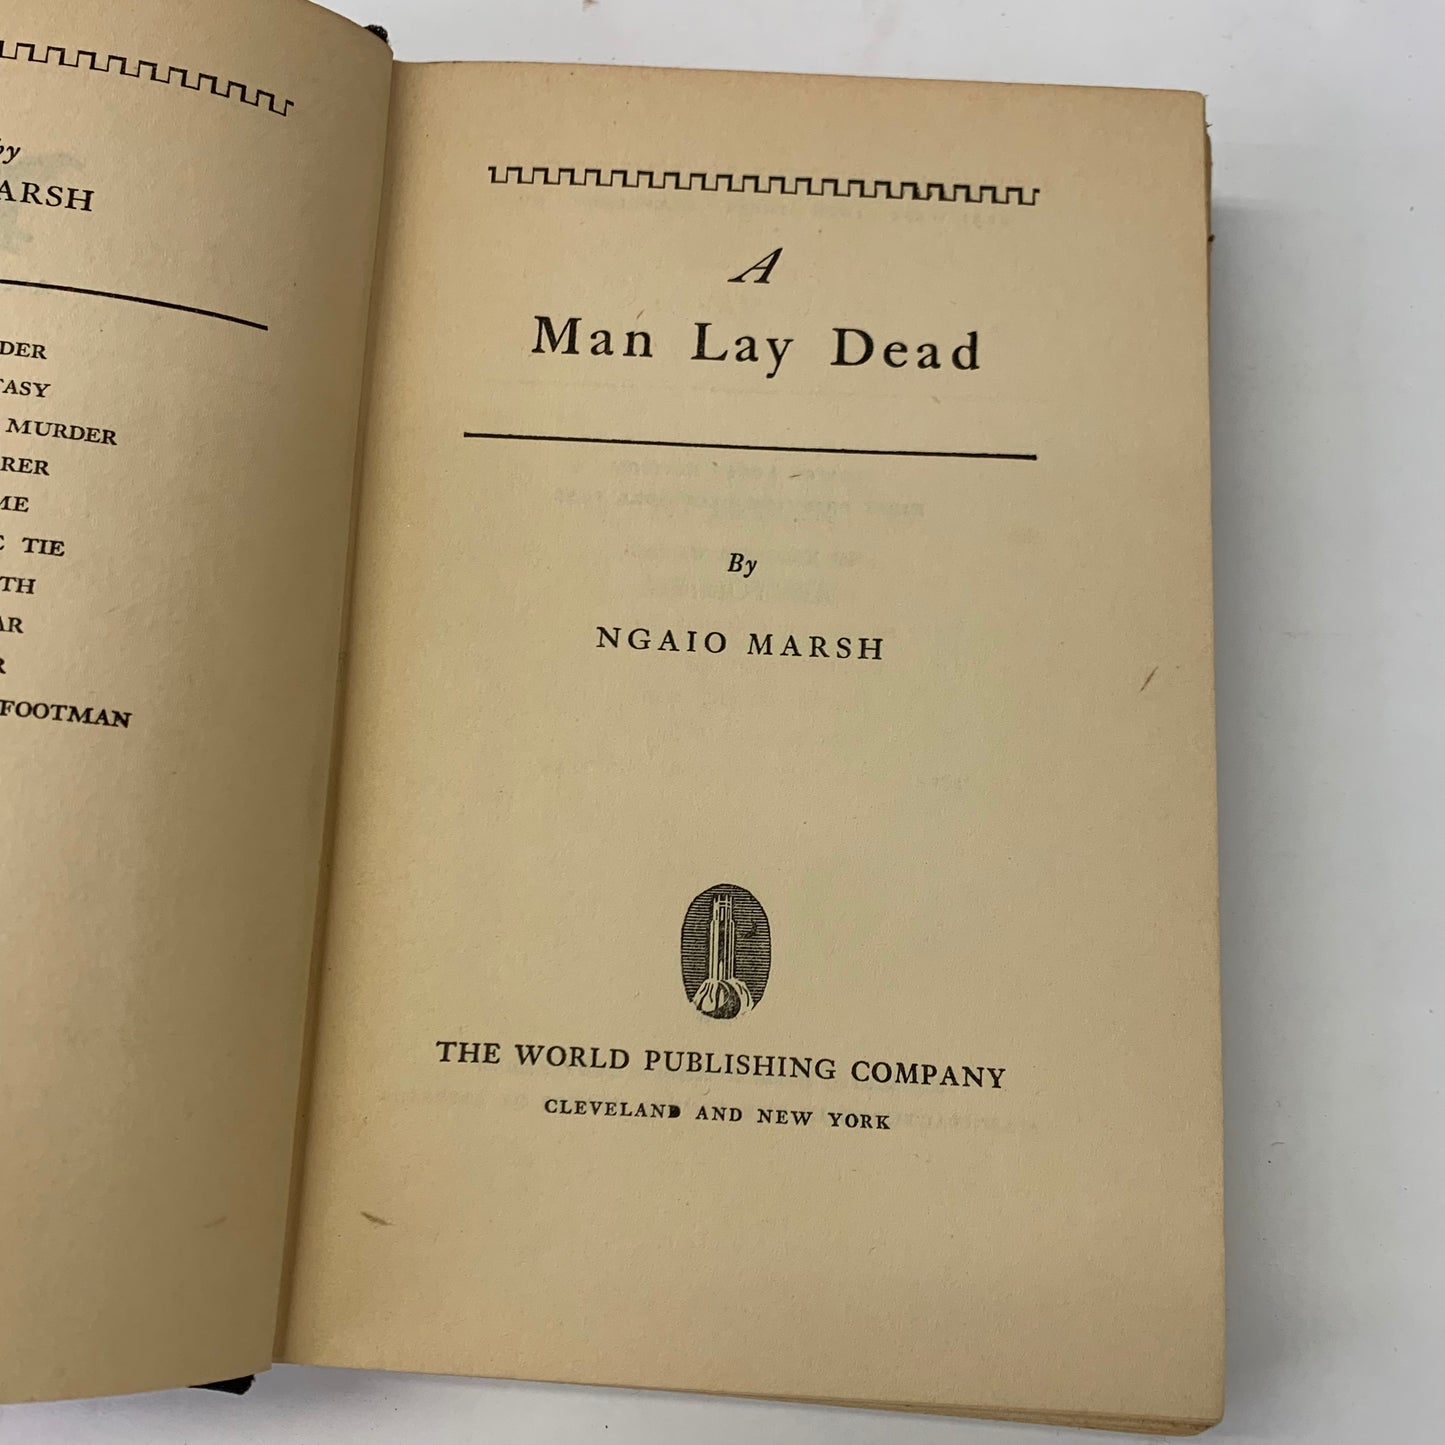 by
ARSH
DER
TASY
MURDER
RER
ME
C TIE
TH
AR
R
FOOTMAN
A
Man Lay Dead
By
NGAIO MARSH
THE WORLD PUBLISHING COMPANY
CLEVELAND AND NEW YORK